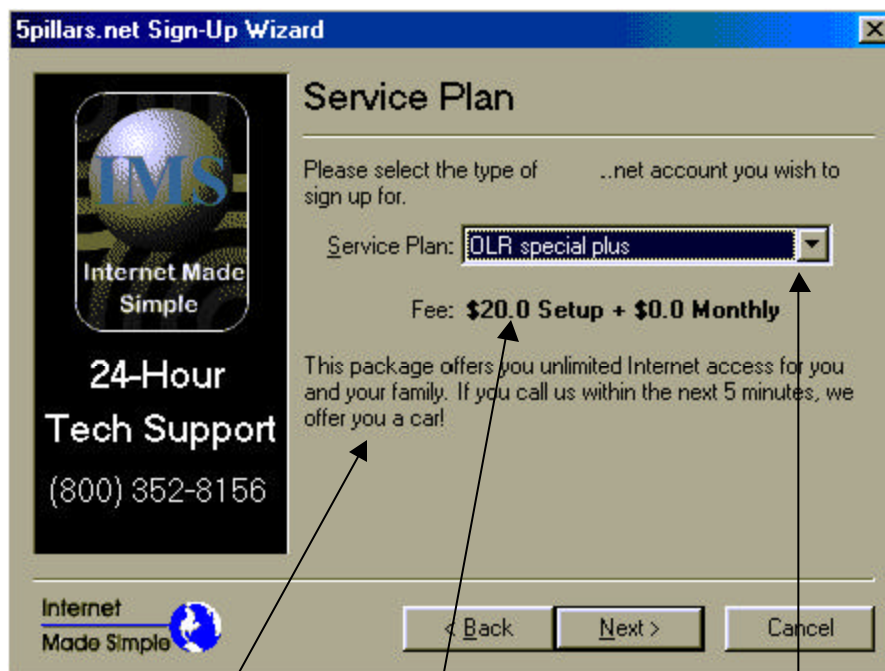 5pillars.net Sign-Up Wizard
IMS
Internet Made
Simple
24-Hour
Tech Support
(800) 352-8156
Service Plan
Please select the type of ..net account you wish to
sign up for.
Service Plan: OLR special plus
Fee: $20.0 Setup + $0.0 Monthly
This package offers you unlimited Internet access for you
and your family. If you call us within the next 5 minutes, we
offer you a car!
Internet
Made Simple
< Back
Next >
Cancel